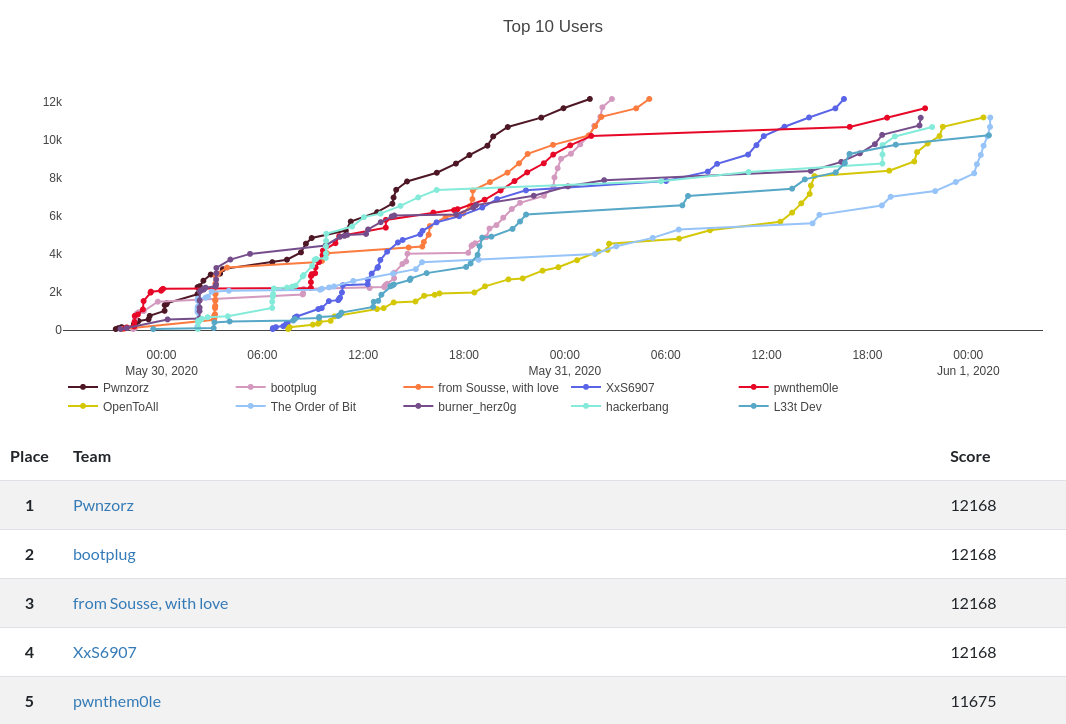 Top 10 Users
12k
10k
8k
6k
4k
2k
0
00:00 06:00 12:00 18:00 00:00 06:00 12:00 18:00 00:00
May 30, 2020 May 31, 2020 Jun 1, 2020
Pwnzorz bootplug from Sousse, with love XxS6907 pwnthem0le
OpenToAll The Order of Bit burner_herz0g hackerbang L33t Dev
Place Team Score
1 Pwnzorz 12168
2 bootplug 12168
3 from Sousse, with love 12168
4 XxS6907 12168
5 pwnthem0le 11675